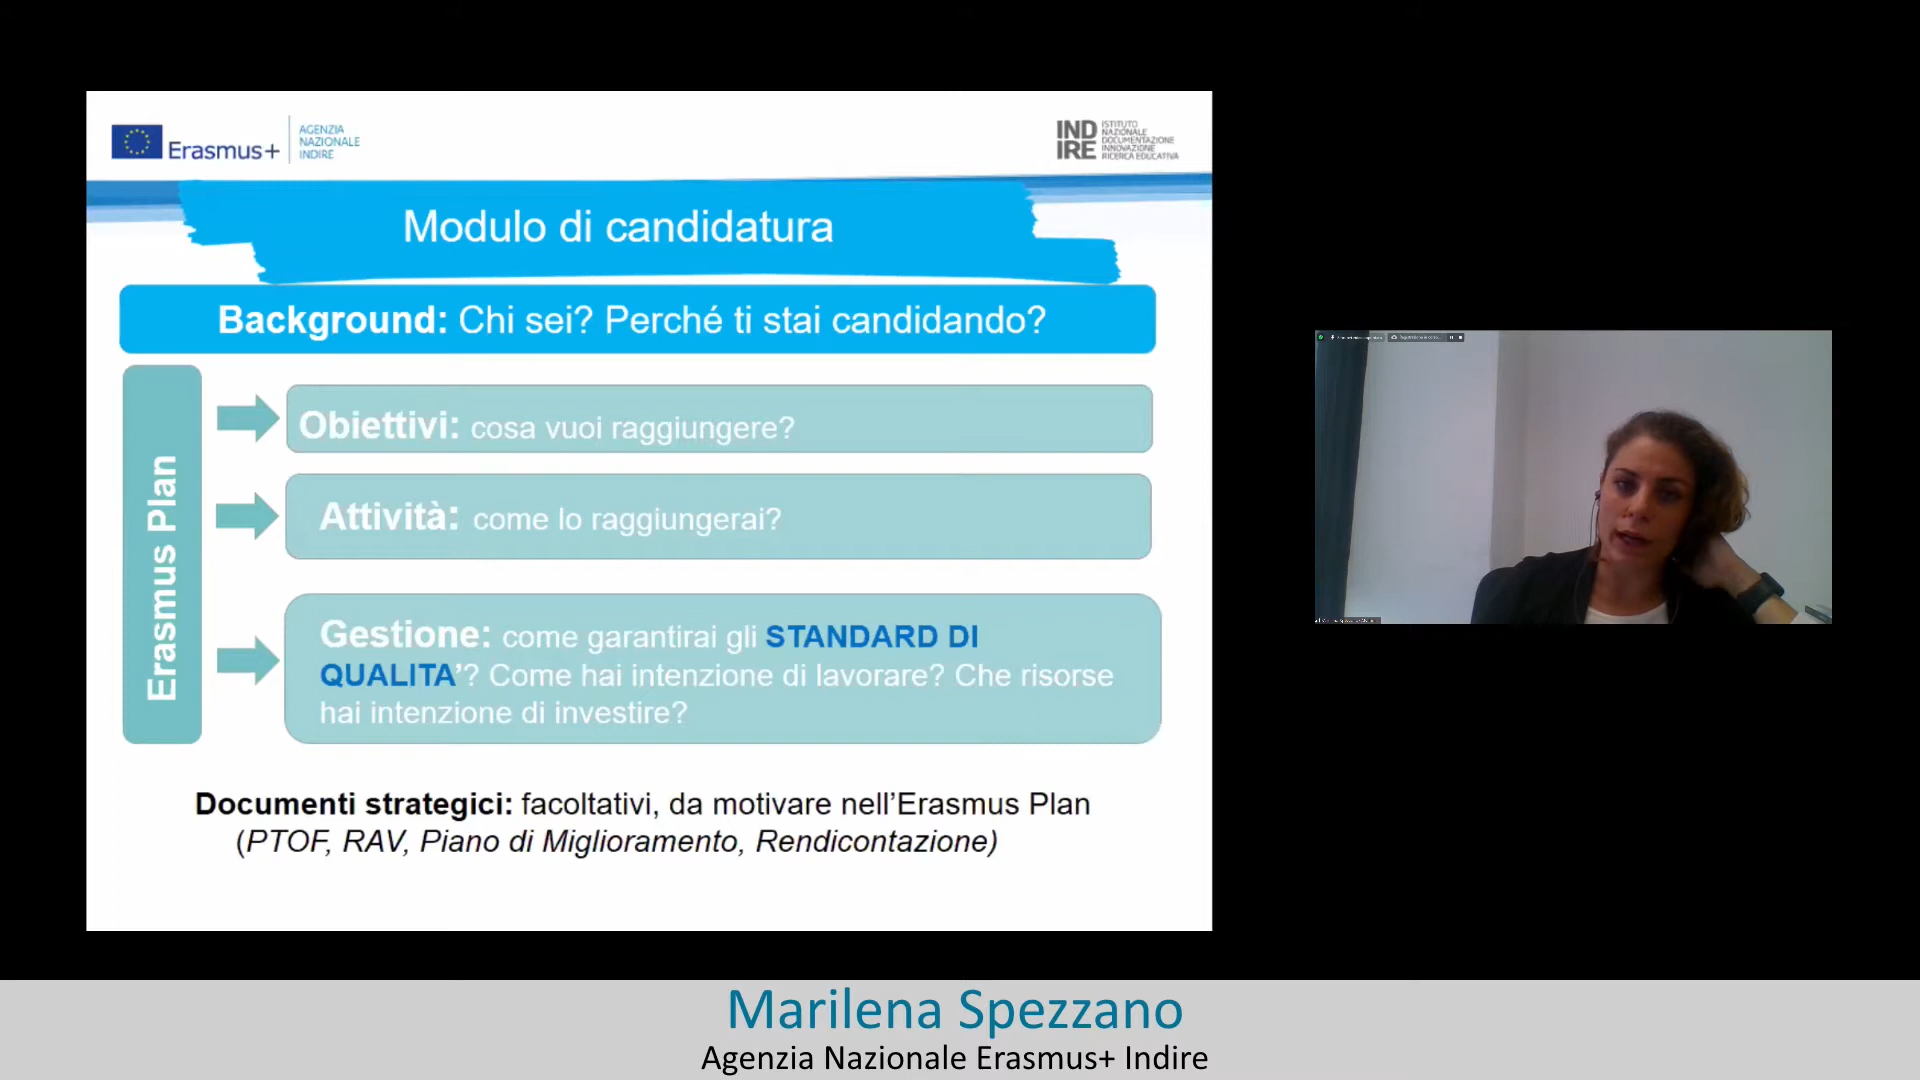 Erasmus+
AGENZIA
NAZIONALE
INDIRE
IND
IRE
ISTITUTO
NAZIONALE
DOCUMENTAZIONE
INNOVAZIONE
RICERCA EDUCATIVA
Modulo di candidatura
Background: Chi sei? Perché ti stai candidando?
Erasmus Plan
Obiettivi: cosa vuoi raggiungere?
Attività: come lo raggiungerai?
Gestione: come garantirai gli STANDARD DI
QUALITA’? Come hai intenzione di lavorare? Che risorse
hai intenzione di investire?
Documenti strategici: facoltativi, da motivare nell’Erasmus Plan
(PTOF, RAV, Piano di Miglioramento, Rendicontazione)
Marilena Spezzano
Agenzia Nazionale Erasmus+ Indire